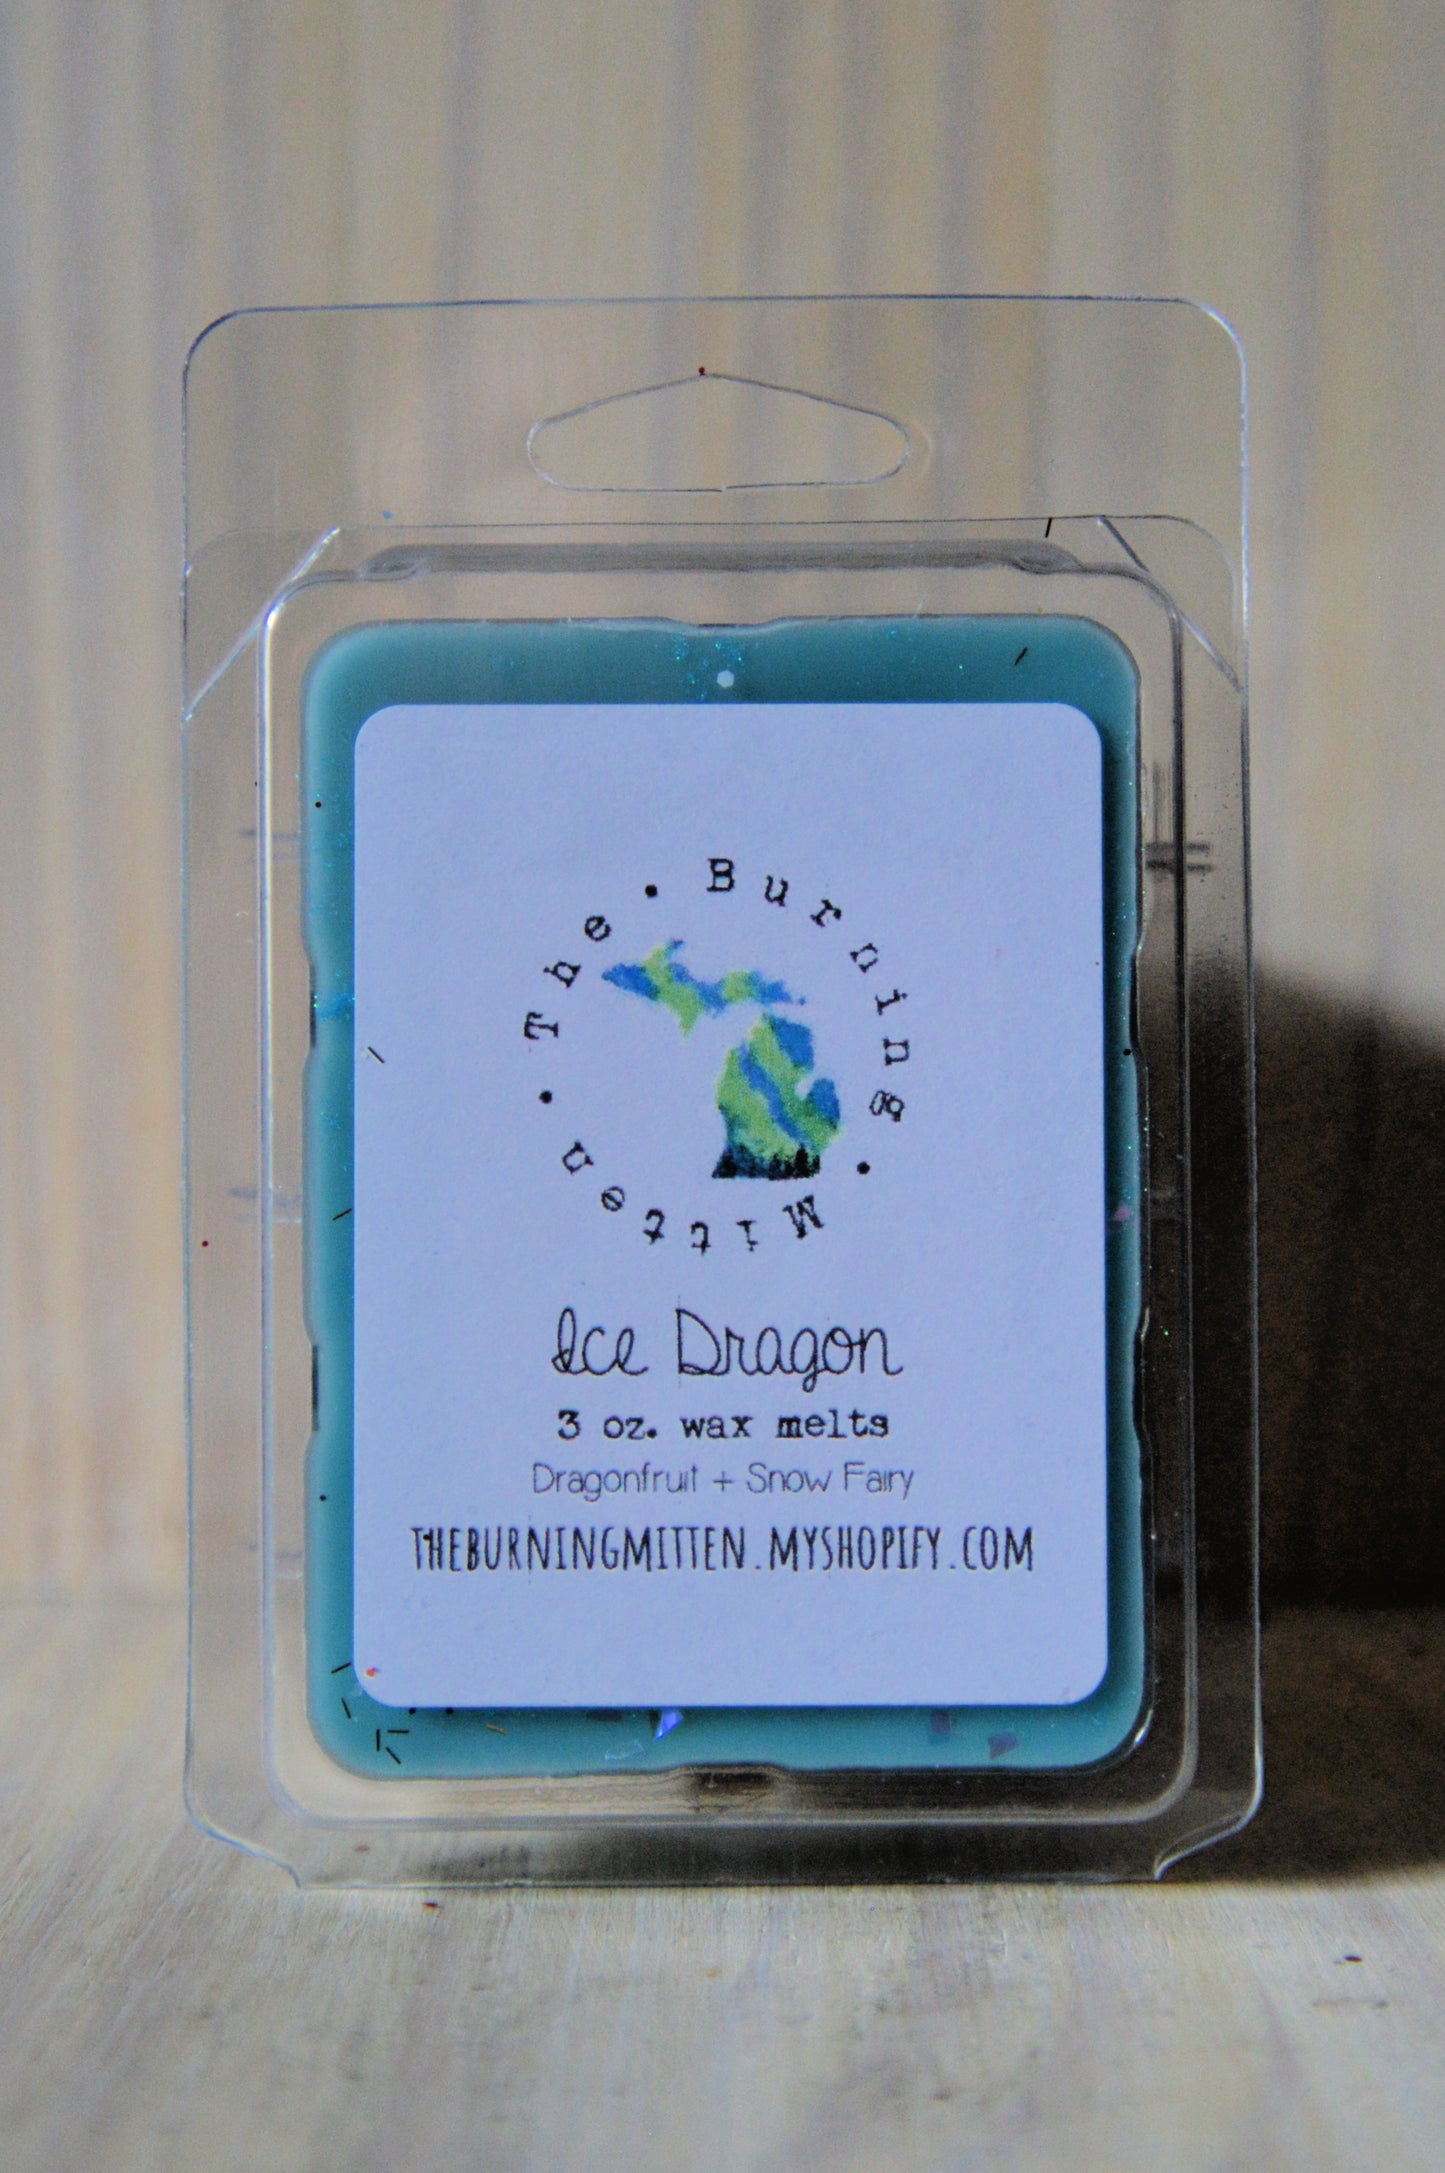 The • Burning • Mitten •
Ice Dragon
3 oz. wax melts
Dragonfruit + Snow Fairy
THEBURNINGMITTEN.MYSHOPIFY.COM